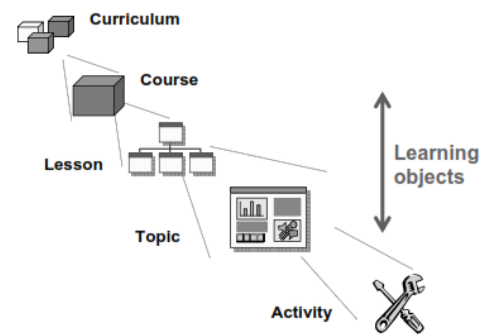 Curriculum
Course
Lesson
Learning
objects
Topic
Activity